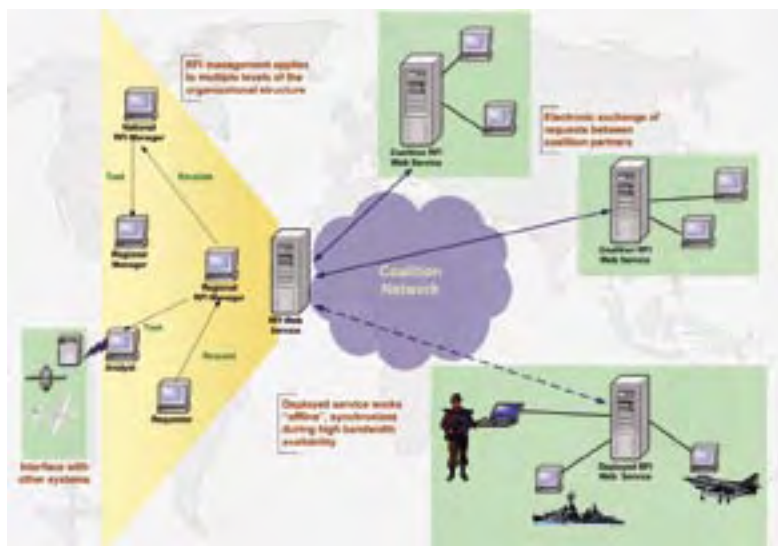 RFI management applies
to multiple levels of the
organizational structure
National
RFI Manager
Task
Reissue
Regional
Manager
Regional
RFI Manager
Task
Analyst
Request
Requestor
Interface with
other systems
RFI Web
Service
Coalition
Network
Coalition RFI
Web Service
Electronic exchange of
requests between
coalition partners
Coalition RFI
Web Service
Deployed service works
"offline", synchronizes
during high bandwidth
availability
Deployed RFI
Web Service